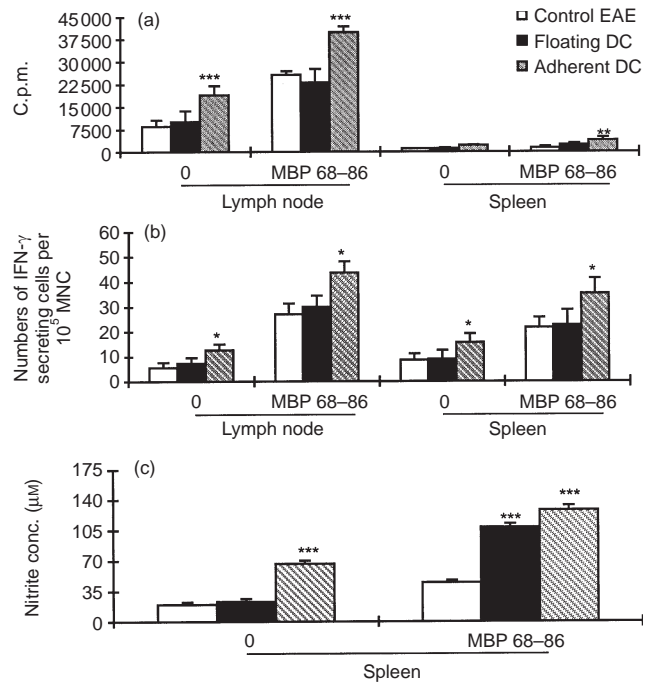 (a)
Control EAE
Floating DC
Adherent DC
C.p.m.
45 000
37 500
30 000
22 500
15 000
7500
0
***
***
**
0
MBP 68–86
0
MBP 68–86
Lymph node
Spleen
(b)
Numbers of IFN-γ
secreting cells per
10⁵ MNC
60
50
40
30
20
10
0
*
*
*
*
0
MBP 68–86
0
MBP 68–86
Lymph node
Spleen
(c)
Nitrite conc. (μM)
175
140
105
70
35
0
***
***
***
0
MBP 68–86
Spleen